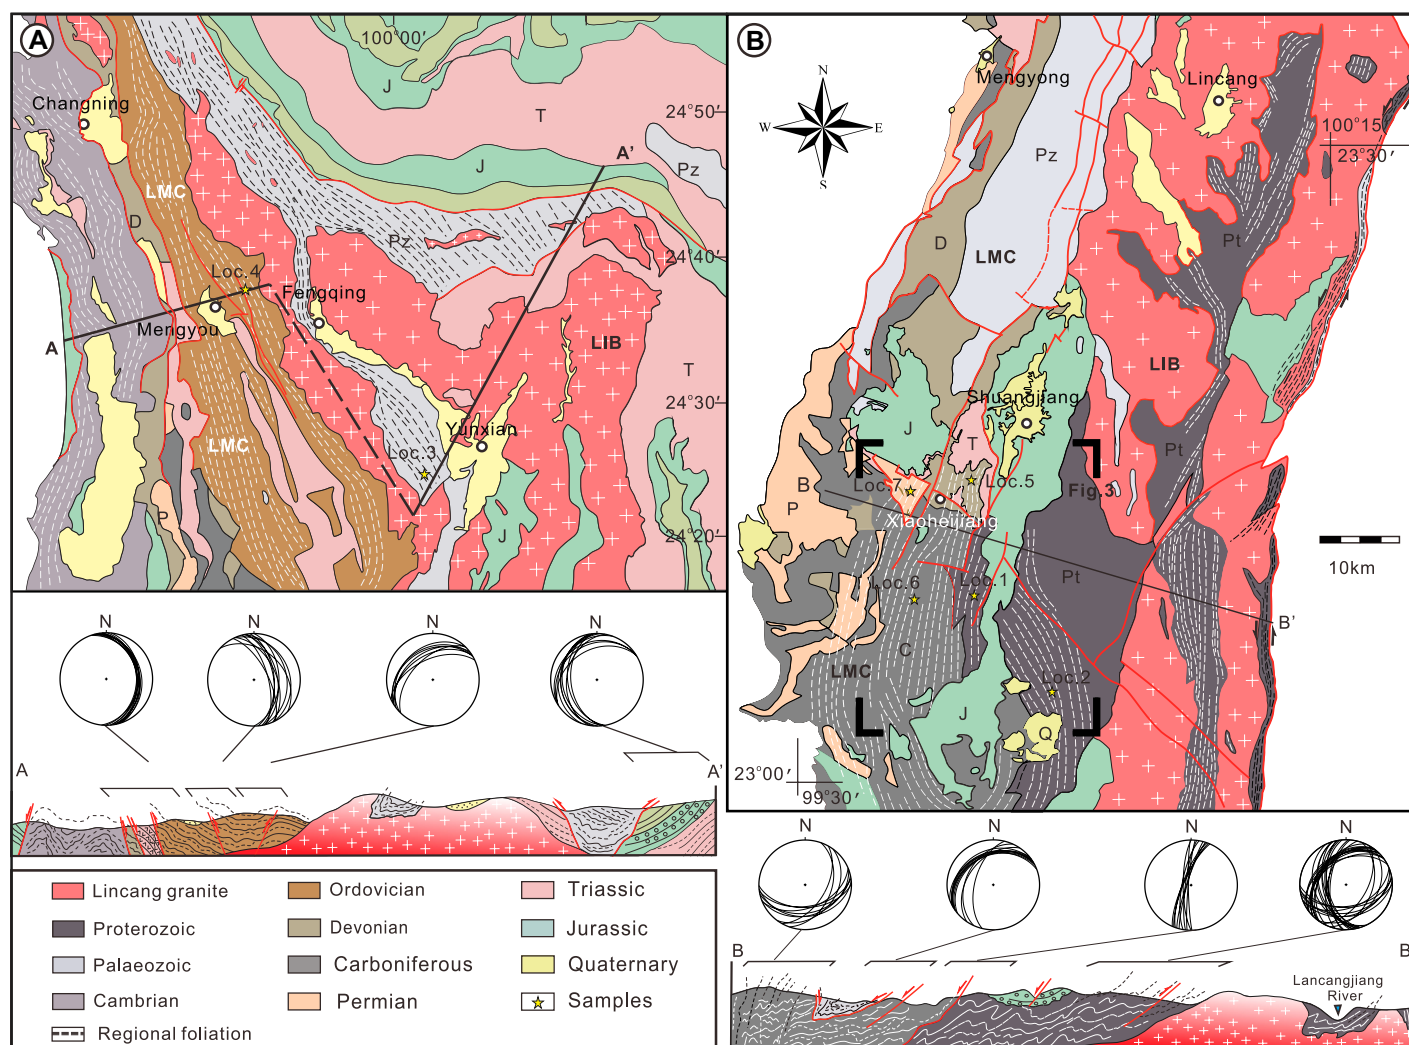 A
100°00′
Changning
J
T
24°50′
A'
Pz
J
LMC
D
Pz
24°40′
Loc.4
Fengqing
Mengyou
A
LIB
T
24°30′
Yunxian
LMC
Loc.3
P
J
24°20′
B
Mengyong
Lincang
N
W
E
S
100°15′
23°30′
Pz
D
LMC
Pt
LIB
Shuangjiang
J
T
Pt
B
Loc.7
Loc.5
Fig.3
P
Xiaoheijiang
10km
Loc.6
Loc.1
Pt
B'
C
LMC
Loc.2
J
Q
23°00′
99°30′
N
N
N
N
A
A'
N
N
N
N
B
B
Lancangjiang
River
Lincang granite
Ordovician
Triassic
Proterozoic
Devonian
Jurassic
Palaeozoic
Carboniferous
Quaternary
Cambrian
Permian
Samples
Regional foliation